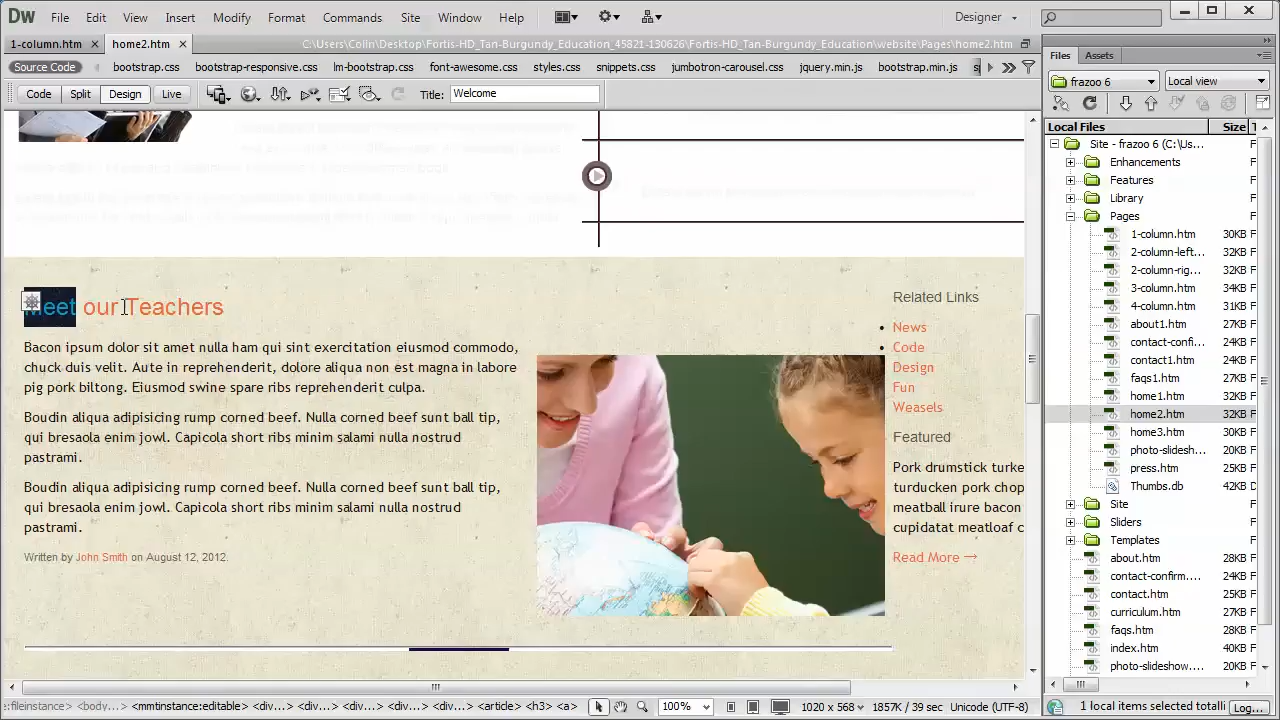 Dw File Edit View Insert Modify Format Commands Site Window Help Designer
1-column.htm home2.htm C:\Users\Colin\Desktop\Fortis-HD_Tan-Burgundy_Education_45821-130626\Fortis-HD_Tan-Burgundy_Education\website\Pages\home2.htm
Source Code bootstrap.css bootstrap-responsive.css lm-bootstrap.css font-awesome.css styles.css snippets.css jumbotron-carousel.css jquery.min.js bootstrap.min.js
Code Split Design Live Title: Welcome
Meet our Teachers
Bacon ipsum dolor sit amet nulla ham qui sint exercitation eiusmod commodo,
chuck duis velit. Aute in reprehenderit, dolore aliqua non est magna in labore
pig pork biltong. Eiusmod swine spare ribs reprehenderit culpa.
Boudin aliqua adipisicing rump corned beef. Nulla corned beef sunt ball tip,
qui bresaola enim jowl. Capicola short ribs minim salami nulla nostrud
pastrami.
Boudin aliqua adipisicing rump corned beef. Nulla corned beef sunt ball tip,
qui bresaola enim jowl. Capicola short ribs minim salami nulla nostrud
pastrami.
Written by John Smith on August 12, 2012.
Related Links
News
Code
Design
Fun
Weasels
Featured
Pork drumstick turke
turducken pork chop
meatball irure bacon
cupidatat meatloaf c
Read More →
Files Assets
frazoo 6 Local view
Local Files Size T
Site - frazoo 6 (C:\Us... F
Enhancements F
Features F
Library F
Pages F
1-column.htm 30KB F
2-column-left... 32KB F
2-column-rig... 32KB F
3-column.htm 34KB F
4-column.htm 31KB F
about1.htm 27KB F
contact-confi... 27KB F
contact1.htm 24KB F
faqs1.htm 27KB F
home1.htm 32KB F
home2.htm 32KB F
home3.htm 30KB F
photo-slidesh... 20KB F
press.htm 25KB F
Thumbs.db 42KB D
Site F
Sliders F
Templates F
about.htm 28KB F
contact-confirm.... 24KB F
contact.htm 25KB F
curriculum.htm 27KB F
faqs.htm 28KB F
index.htm 40KB F
photo-slideshow.... 20KB F
<mmtinstance:editable> <div...> <div...> <div...> <div...> <article> <h3> <a> 100% 1020 x 568 1877K / 39 sec Unicode (UTF-8)
1 local items selected totalli Log...